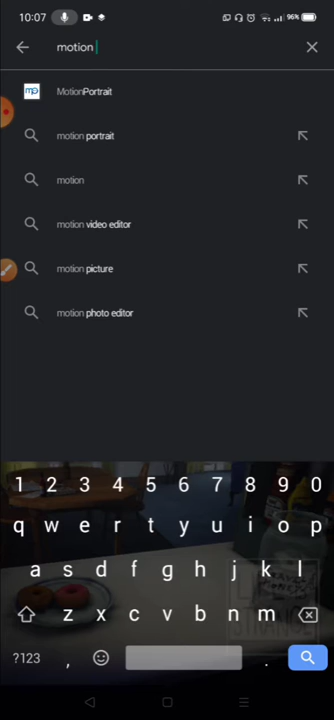 10:07 96%
motion
mp MotionPortrait
motion portrait
motion
motion video editor
motion picture
motion photo editor
1 2 3 4 5 6 7 8 9 0
q w e r t y u i o p
a s d f g h j k l
z x c v b n m
?123 , .